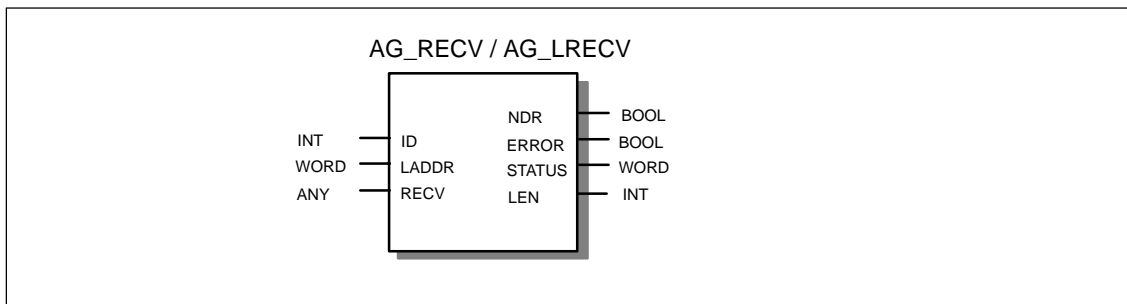 AG_RECV / AG_LRECV
NDR BOOL
INT ID ERROR BOOL
WORD LADDR STATUS WORD
ANY RECV LEN INT